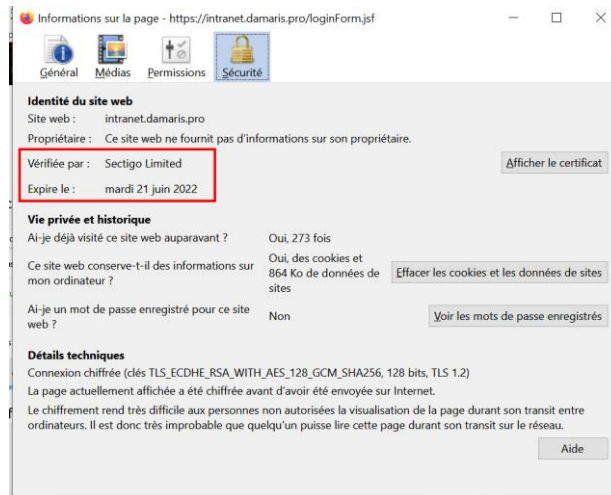 Informations sur la page - https://intranet.damaris.pro/loginForm.jsf
Général Médias Permissions Sécurité
Identité du site web
Site web : intranet.damaris.pro
Propriétaire : Ce site web ne fournit pas d'informations sur son propriétaire.
Vérifiée par : Sectigo Limited Afficher le certificat
Expire le : mardi 21 juin 2022
Vie privée et historique
Ai-je déjà visité ce site web auparavant ? Oui, 273 fois
Ce site web conserve-t-il des informations sur
mon ordinateur ?
Oui, des cookies et
864 Ko de données de
sites
Effacer les cookies et les données de sites
Ai-je un mot de passe enregistré pour ce site
web ?
Non Voir les mots de passe enregistrés
Détails techniques
Connexion chiffrée (clés TLS_ECDHE_RSA_WITH_AES_128_GCM_SHA256, 128 bits, TLS 1.2)
La page actuellement affichée a été chiffrée avant d'avoir été envoyée sur Internet.
Le chiffrement rend très difficile aux personnes non autorisées la visualisation de la page durant son transit entre
ordinateurs. Il est donc très improbable que quelqu'un puisse lire cette page durant son transit sur le réseau.
Aide